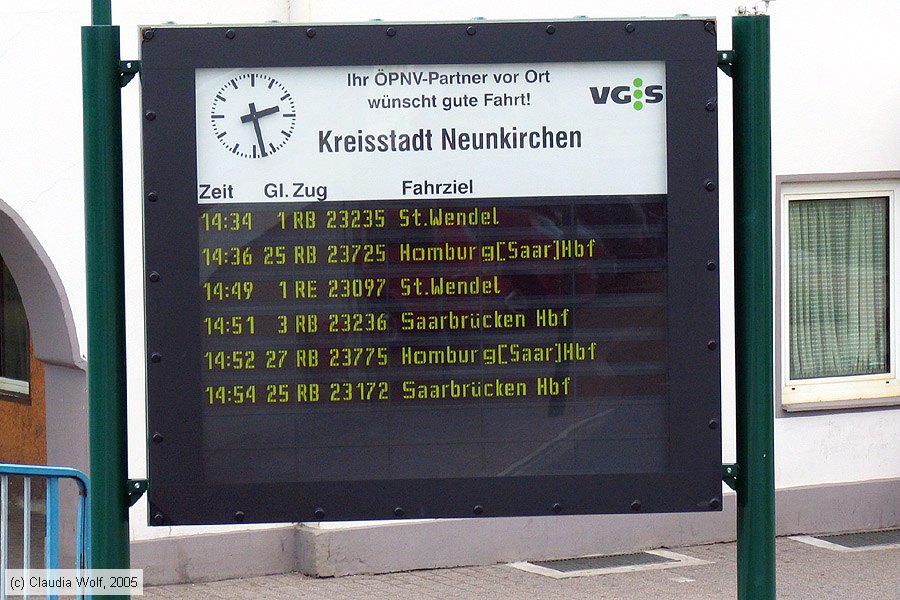 Ihr ÖPNV-Partner vor Ort
wünscht gute Fahrt!
VGS
Kreisstadt Neunkirchen
Zeit Gl. Zug Fahrziel
14:34 1 RB 23235 St.Wendel
14:36 25 RB 23725 Homburg[Saar]Hbf
14:49 1 RE 23097 St.Wendel
14:51 3 RB 23236 Saarbrücken Hbf
14:52 27 RB 23775 Homburg[Saar]Hbf
14:54 25 RB 23172 Saarbrücken Hbf
(c) Claudia Wolf, 2005